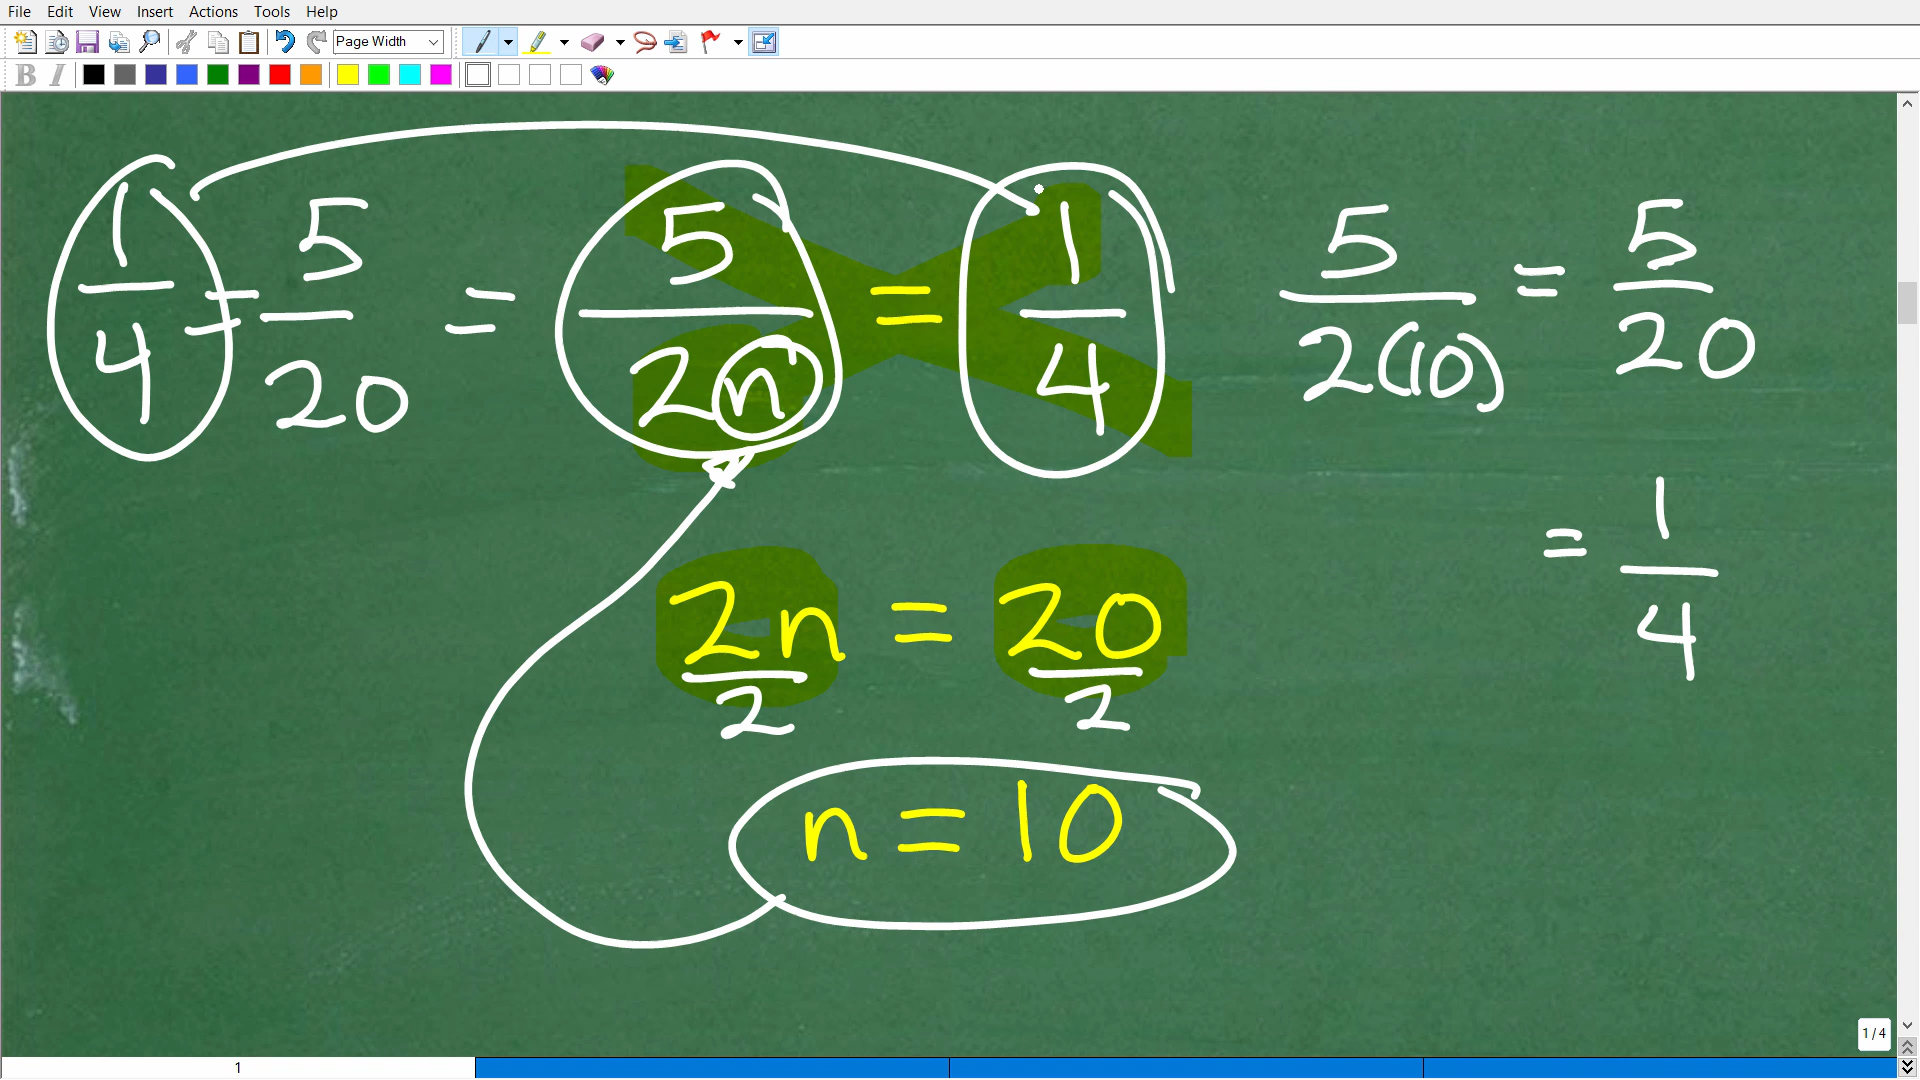 File Edit View Insert Actions Tools Help
Page Width
B I
1/4 = 5/20 = 5/2n = 1/4
5/2(10) = 5/20
= 1/4
2n/2 = 20/2
n = 10
1/4
1